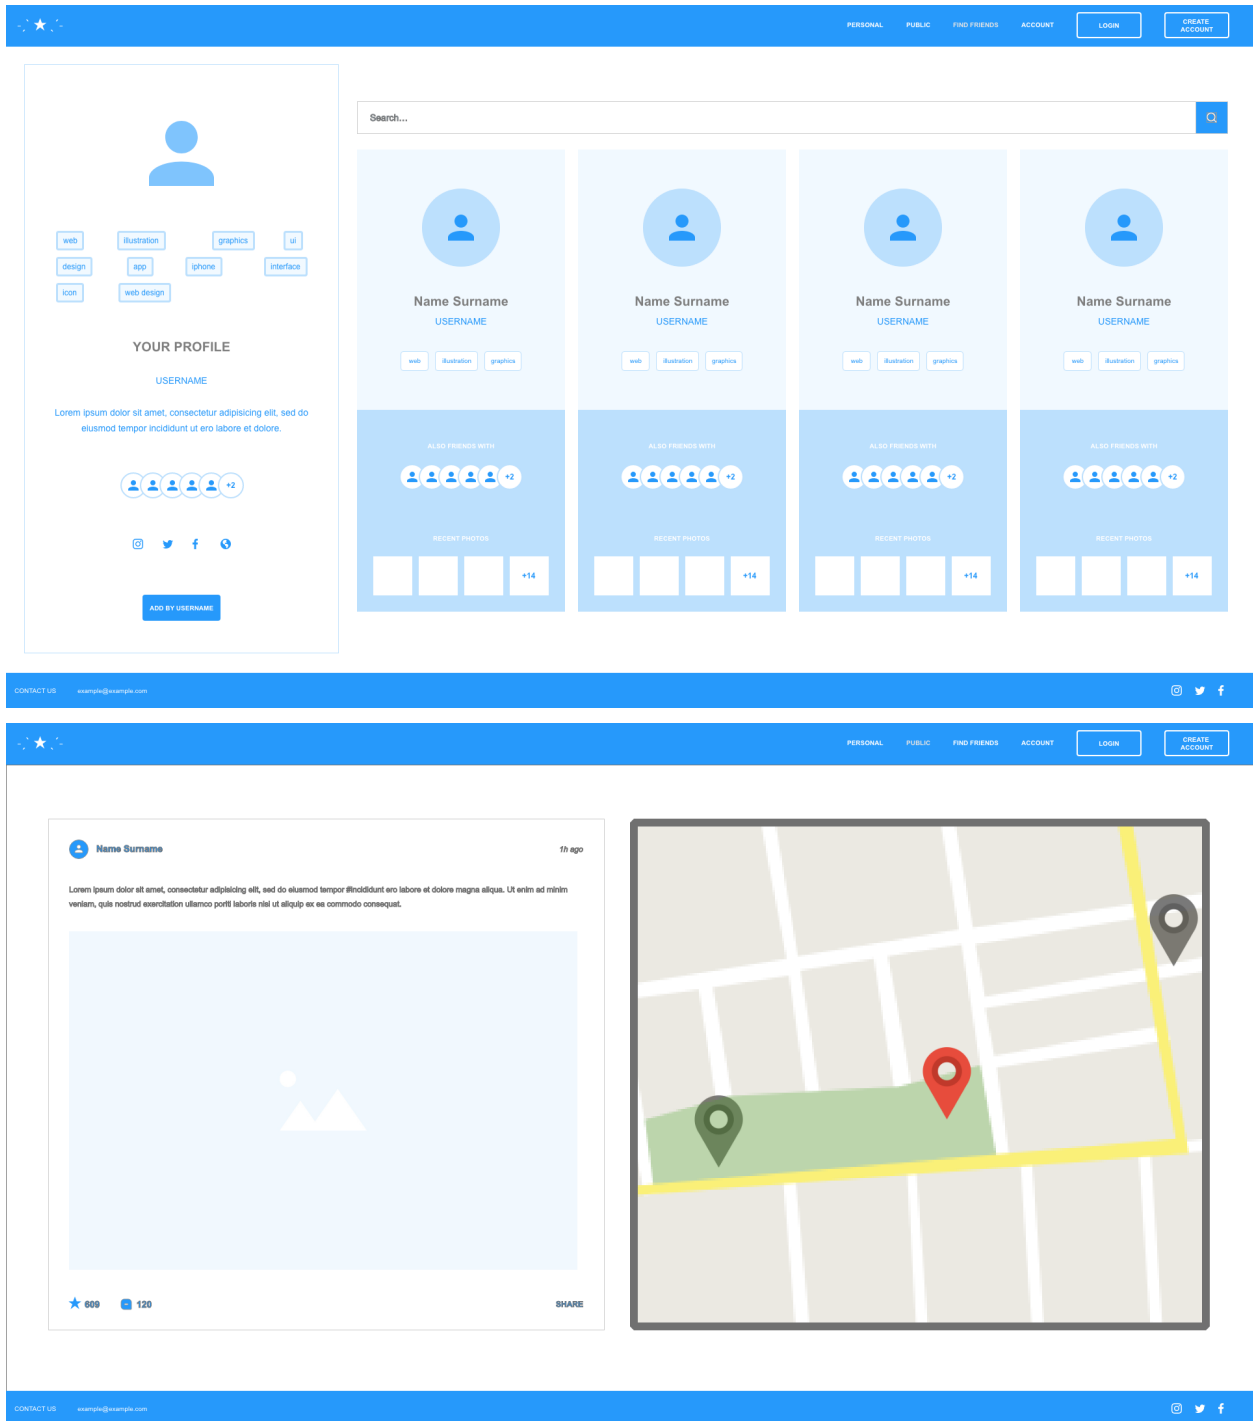 PERSONAL PUBLIC FIND FRIENDS ACCOUNT LOGIN CREATE
ACCOUNT
Search...
web illustration graphics ui
design app iphone interface
icon web design
YOUR PROFILE
USERNAME
Lorem ipsum dolor sit amet, consectetur adipisicing elit, sed do
eiusmod tempor incididunt ut ero labore et dolore.
+2
ADD BY USERNAME
Name Surname
USERNAME
web illustration graphics
ALSO FRIENDS WITH
+2
RECENT PHOTOS
+14
Name Surname
USERNAME
web illustration graphics
ALSO FRIENDS WITH
+2
RECENT PHOTOS
+14
Name Surname
USERNAME
web illustration graphics
ALSO FRIENDS WITH
+2
RECENT PHOTOS
+14
Name Surname
USERNAME
web illustration graphics
ALSO FRIENDS WITH
+2
RECENT PHOTOS
+14
CONTACT US example@example.com
PERSONAL PUBLIC FIND FRIENDS ACCOUNT LOGIN CREATE
ACCOUNT
Name Surname 1h ago
Lorem ipsum dolor sit amet, consectetur adipisicing elit, sed do eiusmod tempor #incididunt ero labore et dolore magna aliqua. Ut enim ad minim
veniam, quis nostrud exercitation ullamco poriti laboris nisi ut aliquip ex ea commodo consequat.
609 120 SHARE
CONTACT US example@example.com